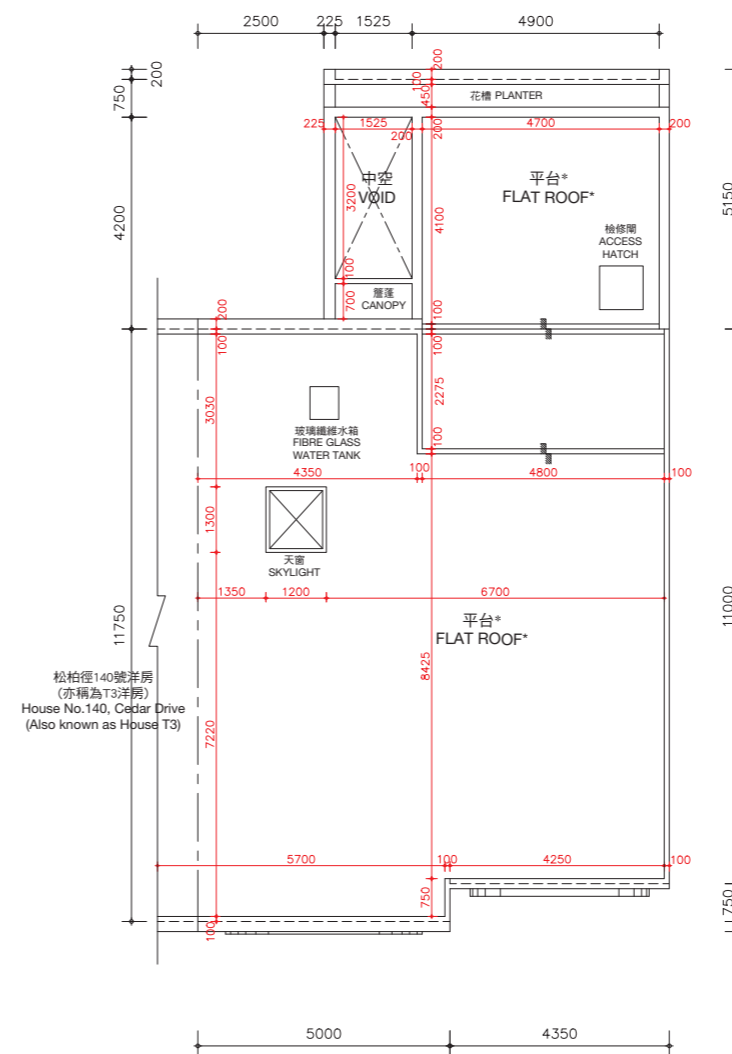 2500
225
1525
4900
200
750
200
100
450
花槽 PLANTER
225
1525
200
200
4700
200
中空
VOID
3200
平台*
FLAT ROOF*
4200
4100
5150
檢修閘
ACCESS
HATCH
100
700
簷蓬
CANOPY
200
100
100
100
3030
2275
玻璃纖維水箱
FIBRE GLASS
WATER TANK
100
4350
100
4800
100
1300
天窗
SKYLIGHT
1350
1200
6700
11750
11000
平台*
FLAT ROOF*
8425
松柏徑140號洋房
(亦稱為T3洋房)
House No.140, Cedar Drive
(Also known as House T3)
7220
5700
100
4250
100
750
750
100
5000
4350